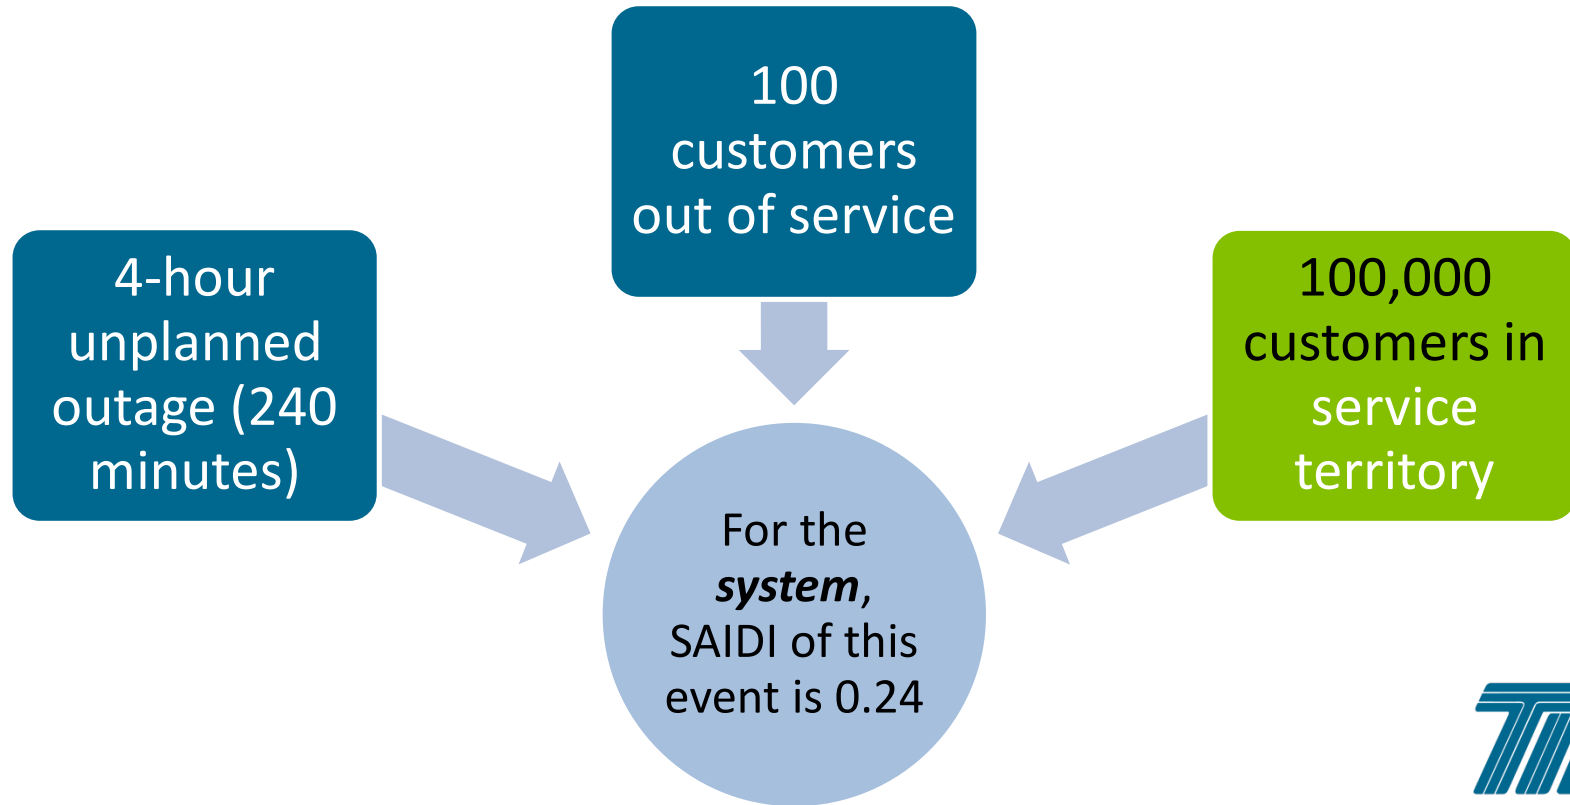 100
customers
out of service
4-hour
unplanned
outage (240
minutes)
100,000
customers in
service
territory
For the
system,
SAIDI of this
event is 0.24